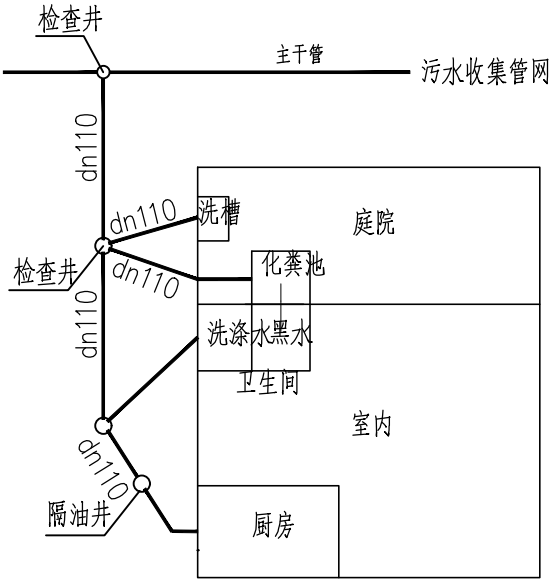 检查井
主干管
污水收集管网
dn110
dn110
洗槽
庭院
检查井
dn110
化粪池
dn110
洗涤水
黑水
卫生间
室内
dn110
隔油井
厨房